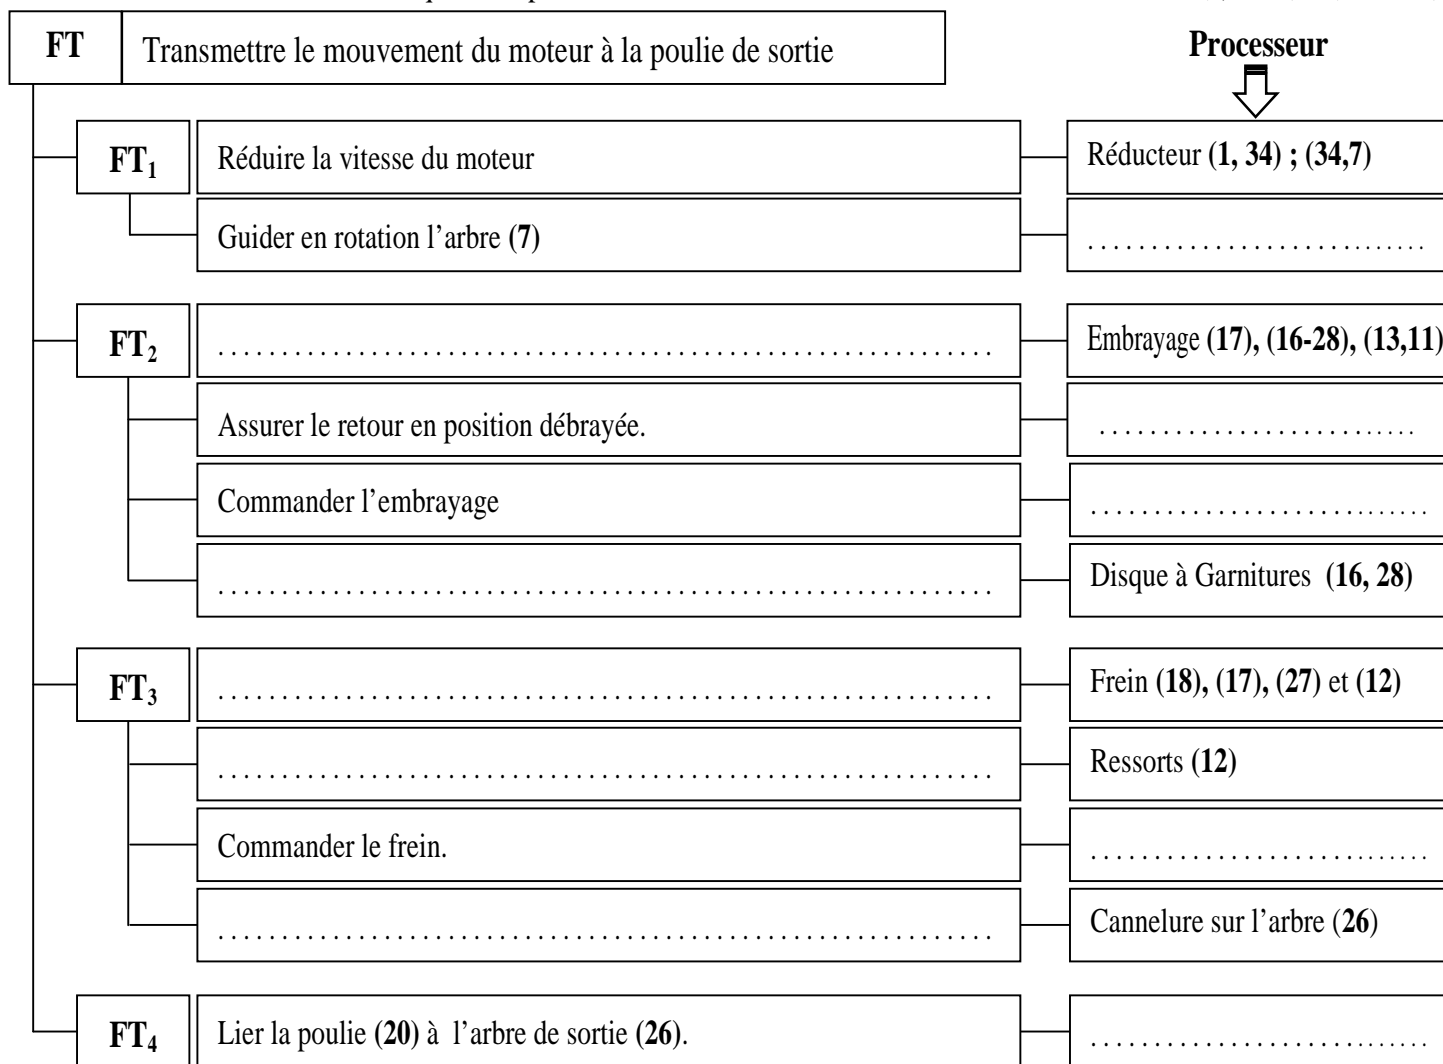 FT Transmettre le mouvement du moteur à la poulie de sortie
Processeur
FT1 Réduire la vitesse du moteur Réducteur (1, 34) ; (34,7)
Guider en rotation l’arbre (7) ............................
FT2 ............................................................ Embrayage (17), (16-28), (13,11)
Assurer le retour en position débrayée. ............................
Commander l’embrayage ............................
............................................................ Disque à Garnitures (16, 28)
FT3 ............................................................ Frein (18), (17), (27) et (12)
............................................................ Ressorts (12)
Commander le frein. ............................
............................................................ Cannelure sur l’arbre (26)
FT4 Lier la poulie (20) à l’arbre de sortie (26). ............................